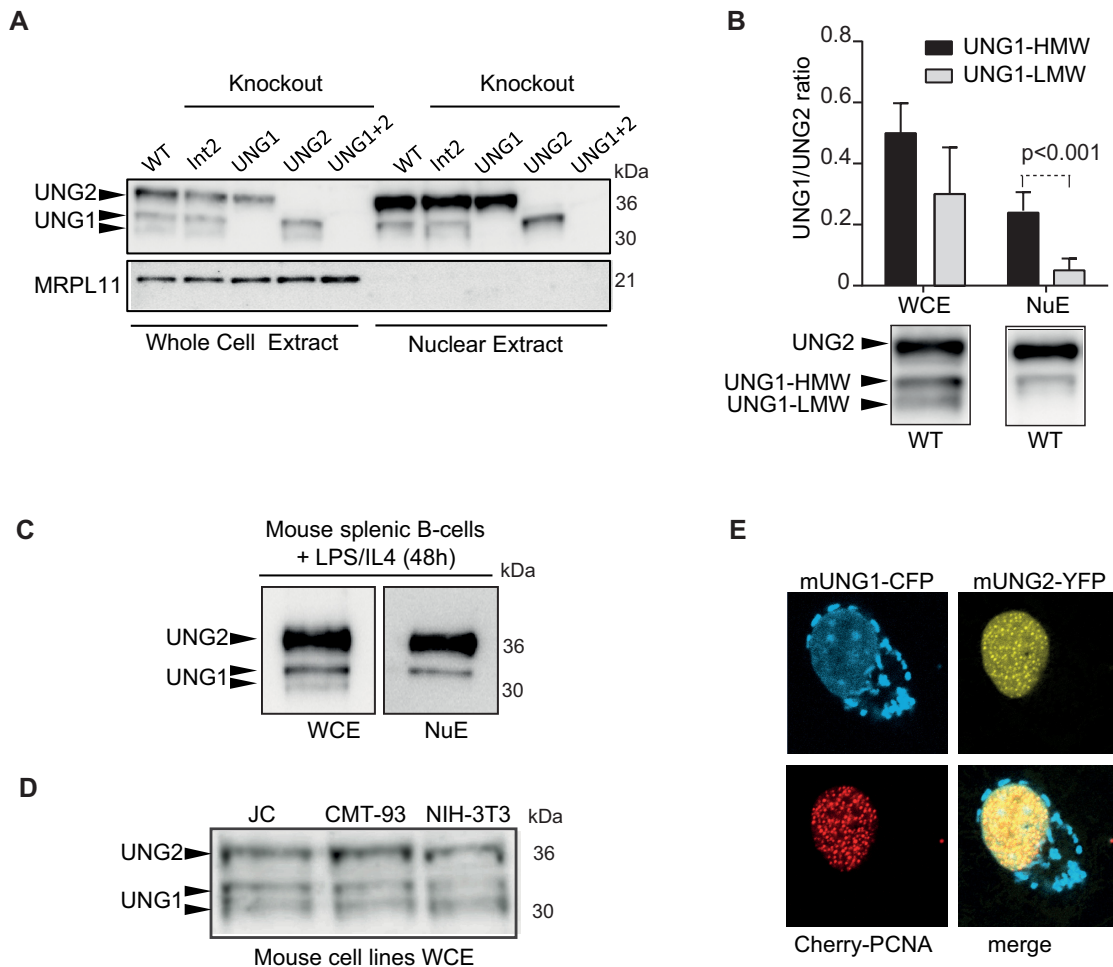 A
Knockout
Knockout
WT
Int2
UNG1
UNG2
UNG1+2
WT
Int2
UNG1
UNG2
UNG1+2
kDa
UNG2
UNG1
36
30
MRPL11
21
Whole Cell Extract
Nuclear Extract
B
UNG1-HMW
UNG1-LMW
UNG1/UNG2 ratio
0.8
0.6
0.4
0.2
0
p<0.001
WCE
NuE
UNG2
UNG1-HMW
UNG1-LMW
WT
WT
C
Mouse splenic B-cells
+ LPS/IL4 (48h)
kDa
UNG2
UNG1
36
30
WCE
NuE
D
JC
CMT-93
NIH-3T3
kDa
UNG2
UNG1
36
30
Mouse cell lines WCE
E
mUNG1-CFP
mUNG2-YFP
Cherry-PCNA
merge